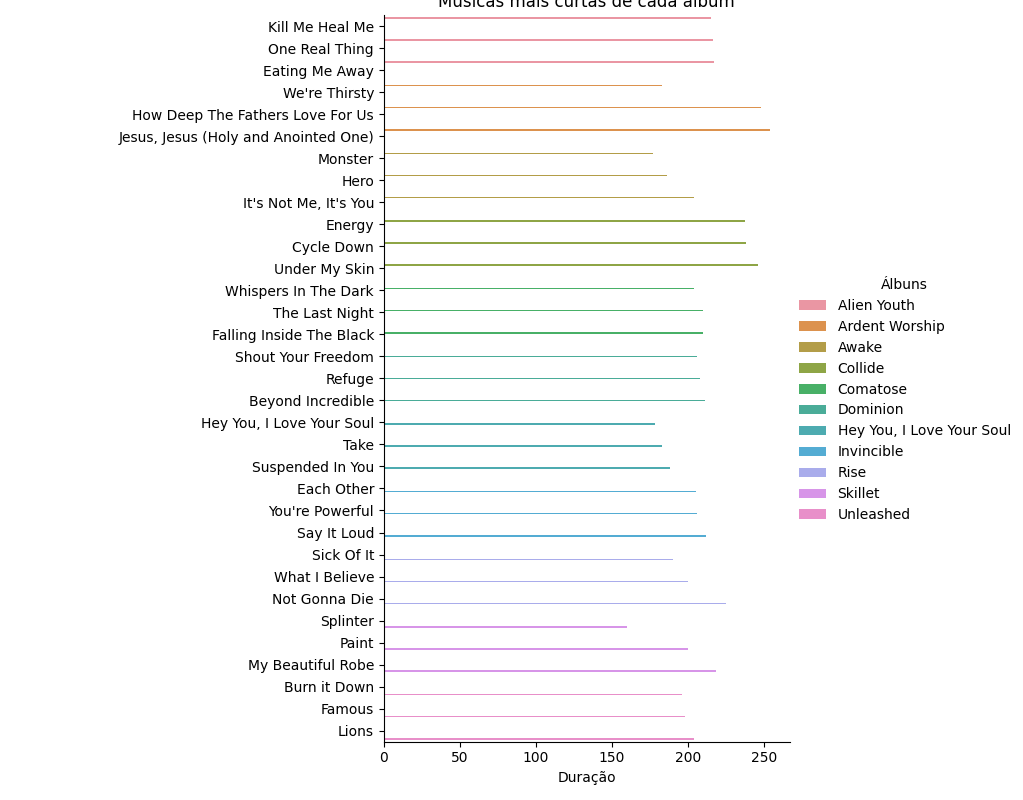 Músicas mais curtas de cada álbum
Kill Me Heal Me
One Real Thing
Eating Me Away
We're Thirsty
How Deep The Fathers Love For Us
Jesus, Jesus (Holy and Anointed One)
Monster
Hero
It's Not Me, It's You
Energy
Cycle Down
Under My Skin
Whispers In The Dark
The Last Night
Falling Inside The Black
Shout Your Freedom
Refuge
Beyond Incredible
Hey You, I Love Your Soul
Take
Suspended In You
Each Other
You're Powerful
Say It Loud
Sick Of It
What I Believe
Not Gonna Die
Splinter
Paint
My Beautiful Robe
Burn it Down
Famous
Lions
0 50 100 150 200 250
Duração
Álbuns
Alien Youth
Ardent Worship
Awake
Collide
Comatose
Dominion
Hey You, I Love Your Soul
Invincible
Rise
Skillet
Unleashed